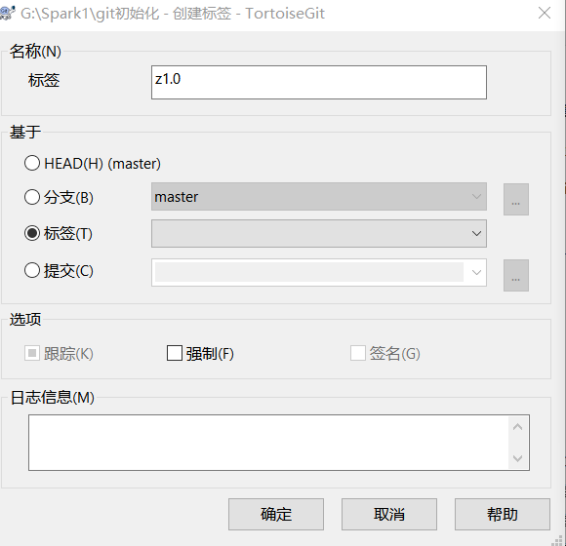 G:\Spark1\git初始化 - 创建标签 - TortoiseGit
名称(N)
标签 z1.0
基于
HEAD(H) (master)
分支(B) master ...
标签(T)
提交(C) ...
选项
跟踪(K) 强制(F) 签名(G)
日志信息(M)
确定 取消 帮助